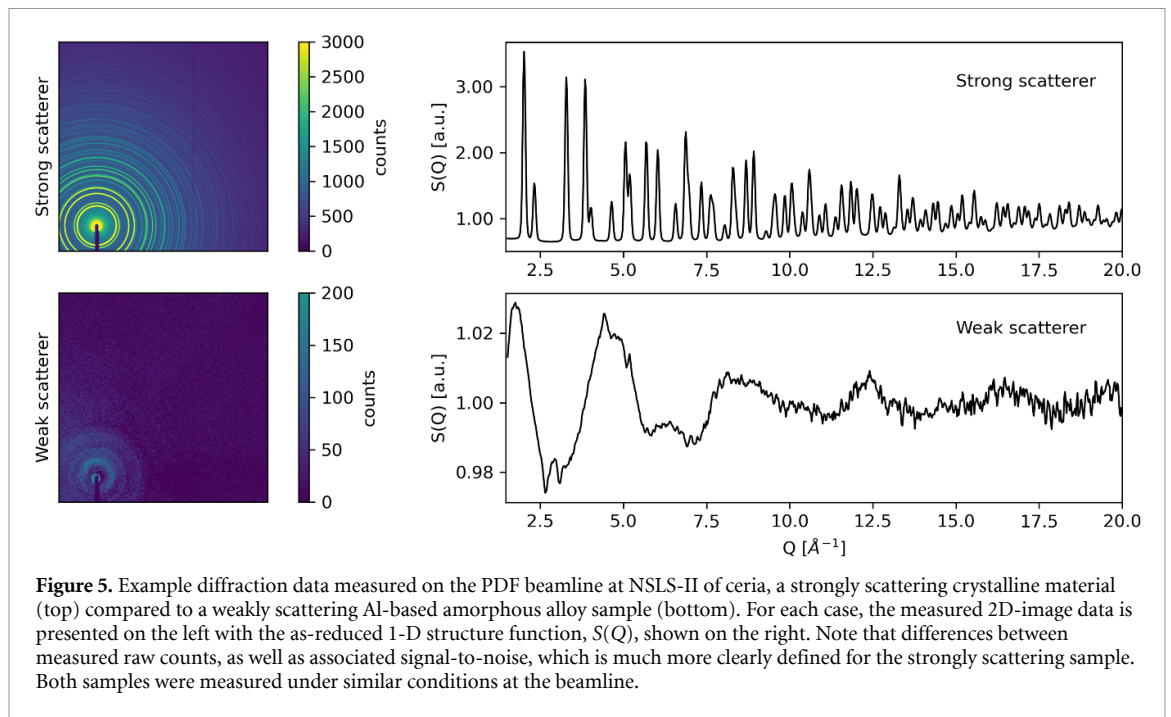 Strong scatterer
3000
2500
2000
1500
1000
500
0
counts
S(Q) [a.u.]
3.00
2.00
1.00
Strong scatterer
2.5 5.0 7.5 10.0 12.5 15.0 17.5 20.0
Weak scatterer
200
150
100
50
0
counts
S(Q) [a.u.]
1.02
1.00
0.98
Weak scatterer
2.5 5.0 7.5 10.0 12.5 15.0 17.5 20.0
Q [Å⁻¹]
Figure 5. Example diffraction data measured on the PDF beamline at NSLS-II of ceria, a strongly scattering crystalline material
(top) compared to a weakly scattering Al-based amorphous alloy sample (bottom). For each case, the measured 2D-image data is
presented on the left with the as-reduced 1-D structure function, S(Q), shown on the right. Note that differences between
measured raw counts, as well as associated signal-to-noise, which is much more clearly defined for the strongly scattering sample.
Both samples were measured under similar conditions at the beamline.